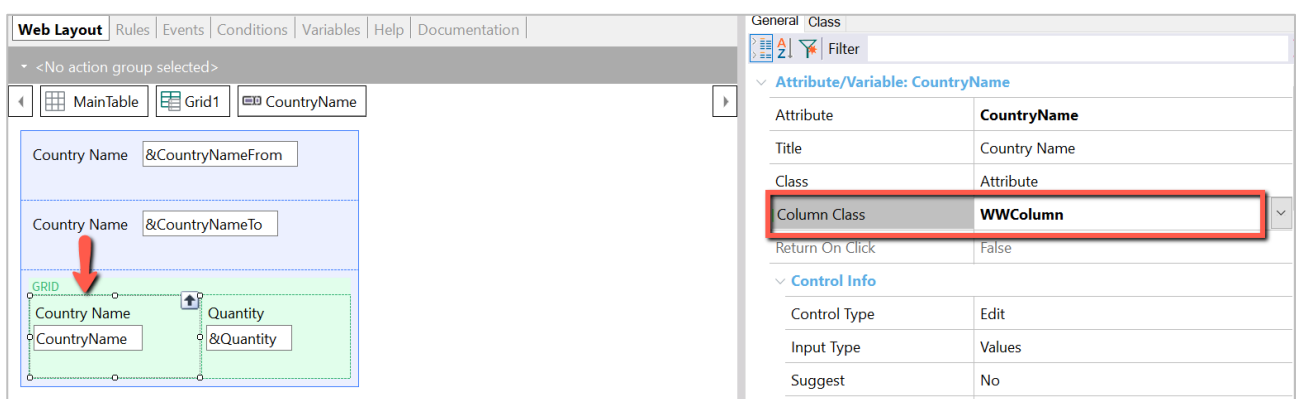 Web Layout Rules Events Conditions Variables Help Documentation
<No action group selected>
MainTable Grid1 CountryName
Country Name &CountryNameFrom
Country Name &CountryNameTo
GRID
Country Name Quantity
CountryName &Quantity
General Class
Filter
Attribute/Variable: CountryName
Attribute CountryName
Title Country Name
Class Attribute
Column Class WWColumn
Return On Click False
Control Info
Control Type Edit
Input Type Values
Suggest No